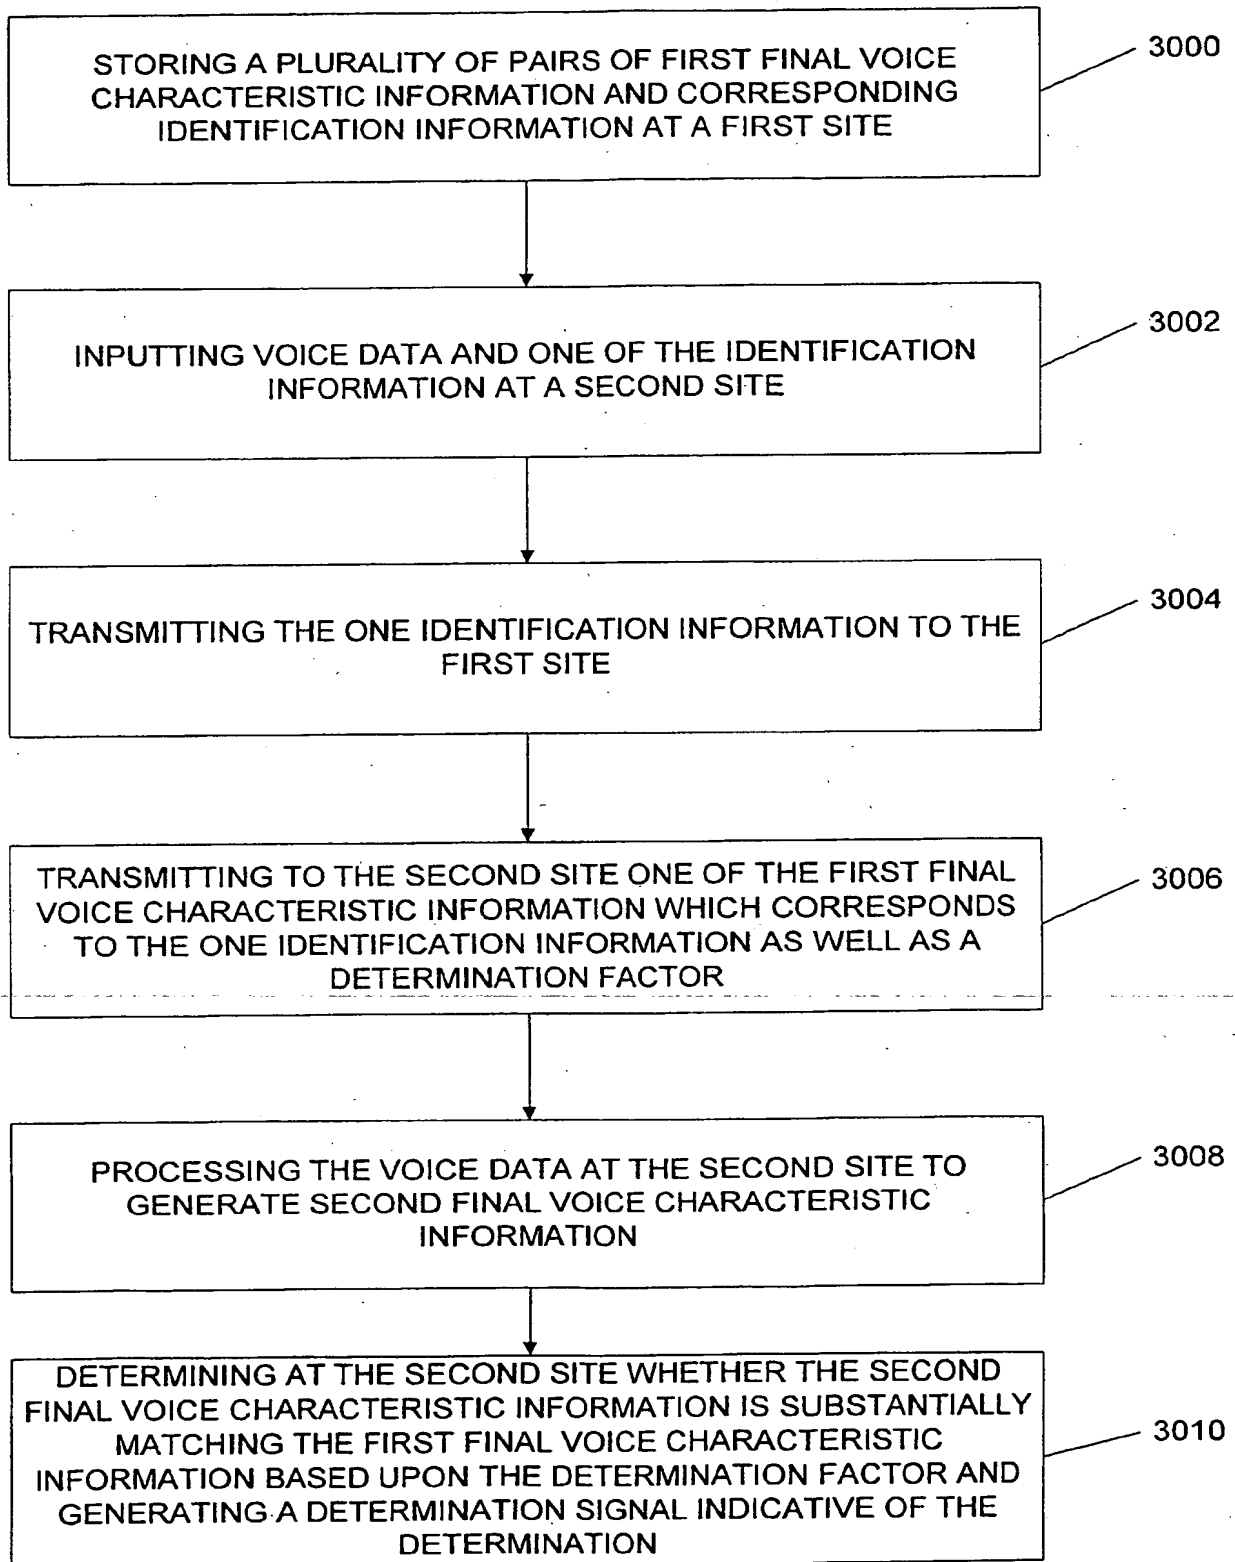 STORING A PLURALITY OF PAIRS OF FIRST FINAL VOICE
CHARACTERISTIC INFORMATION AND CORRESPONDING
IDENTIFICATION INFORMATION AT A FIRST SITE
3000
INPUTTING VOICE DATA AND ONE OF THE IDENTIFICATION
INFORMATION AT A SECOND SITE
3002
TRANSMITTING THE ONE IDENTIFICATION INFORMATION TO THE
FIRST SITE
3004
TRANSMITTING TO THE SECOND SITE ONE OF THE FIRST FINAL
VOICE CHARACTERISTIC INFORMATION WHICH CORRESPONDS
TO THE ONE IDENTIFICATION INFORMATION AS WELL AS A
DETERMINATION FACTOR
3006
PROCESSING THE VOICE DATA AT THE SECOND SITE TO
GENERATE SECOND FINAL VOICE CHARACTERISTIC
INFORMATION
3008
DETERMINING AT THE SECOND SITE WHETHER THE SECOND
FINAL VOICE CHARACTERISTIC INFORMATION IS SUBSTANTIALLY
MATCHING THE FIRST FINAL VOICE CHARACTERISTIC
INFORMATION BASED UPON THE DETERMINATION FACTOR AND
GENERATING A DETERMINATION SIGNAL INDICATIVE OF THE
DETERMINATION
3010